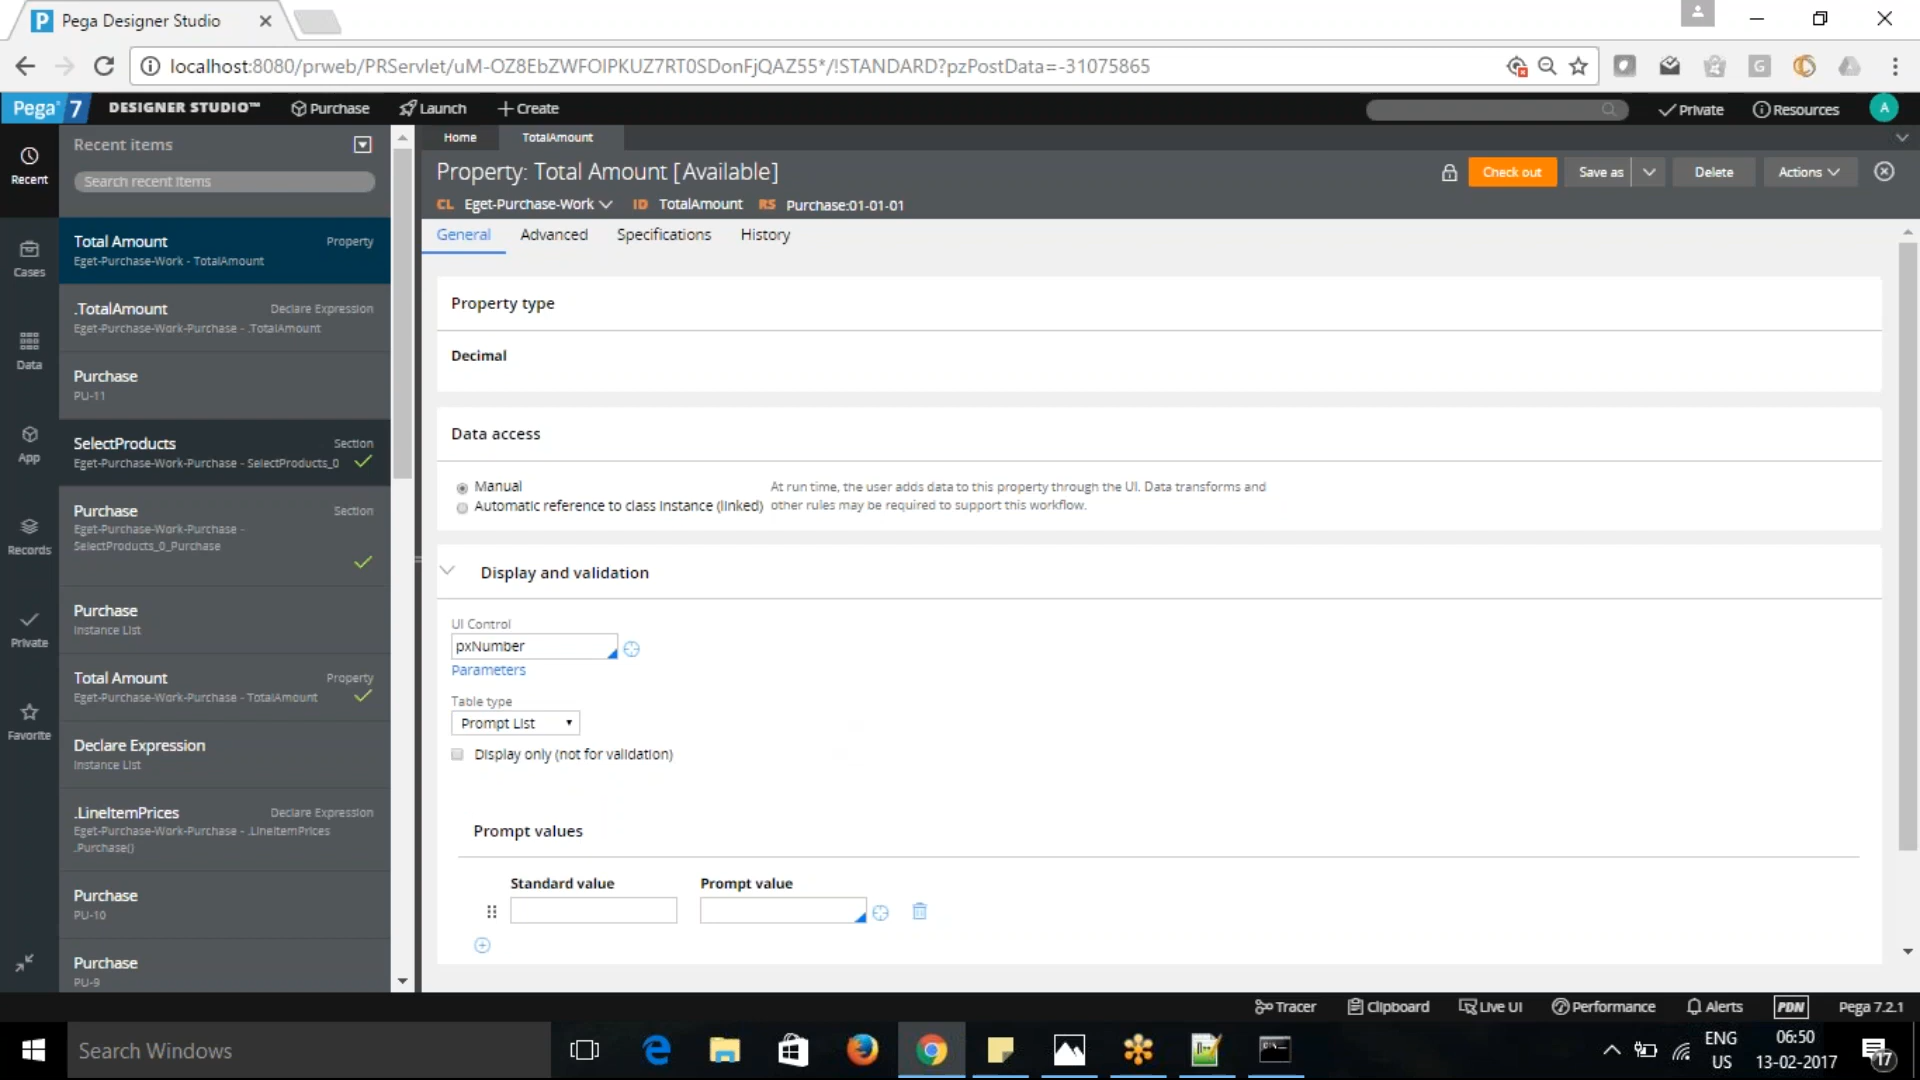 Pega Designer Studio
localhost:8080/prweb/PRServlet/uM-OZ8EbZWFOIPKUZ7RT0SDonFjQAZ55*/!STANDARD?pzPostData=-31075865
Pega 7 DESIGNER STUDIO™ Purchase Launch Create Private Resources A
Recent
Cases
Data
App
Records
Private
Favorite
Recent items
Search recent items
Total Amount Property
Eget-Purchase-Work - TotalAmount
.TotalAmount Declare Expression
Eget-Purchase-Work-Purchase - .TotalAmount
Purchase
PU-11
SelectProducts Section
Eget-Purchase-Work-Purchase - SelectProducts_0
Purchase Section
Eget-Purchase-Work-Purchase -
SelectProducts_0_Purchase
Purchase
Instance List
Total Amount Property
Eget-Purchase-Work-Purchase - TotalAmount
Declare Expression
Instance List
.LineItemPrices Declare Expression
Eget-Purchase-Work-Purchase - .LineItemPrices
.Purchase()
Purchase
PU-10
Purchase
PU-9
Home TotalAmount
Property: Total Amount [Available]
Check out Save as Delete Actions
CL Eget-Purchase-Work ID TotalAmount RS Purchase:01-01-01
General Advanced Specifications History
Property type
Decimal
Data access
Manual
Automatic reference to class instance (linked)
At run time, the user adds data to this property through the UI. Data transforms and
other rules may be required to support this workflow.
Display and validation
UI Control
pxNumber
Parameters
Table type
Prompt List
Display only (not for validation)
Prompt values
Standard value Prompt value
Tracer Clipboard Live UI Performance Alerts PDN Pega 7.2.1
Search Windows
ENG
US
06:50
13-02-2017
17